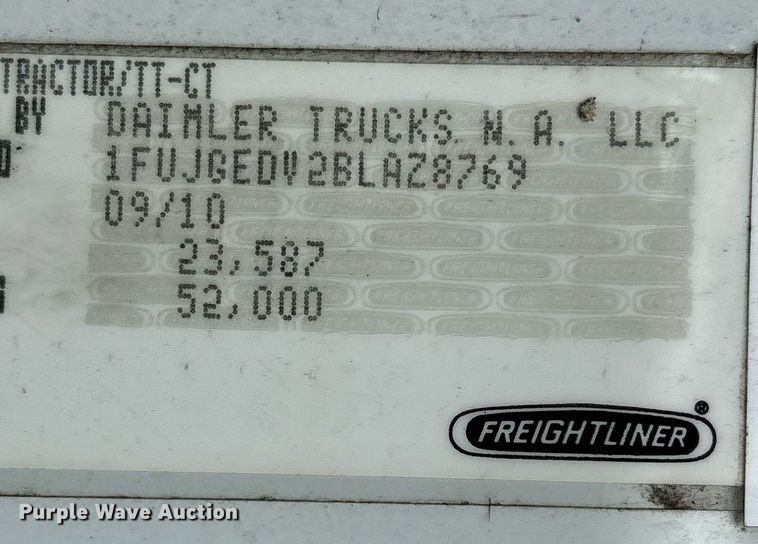 TRACTOR/TT-CT
BY DAIMLER TRUCKS N.A. LLC
1FUJGEDV2BLAZ8769
09/10
23,587
52,000
FREIGHTLINER®
Purple Wave Auction